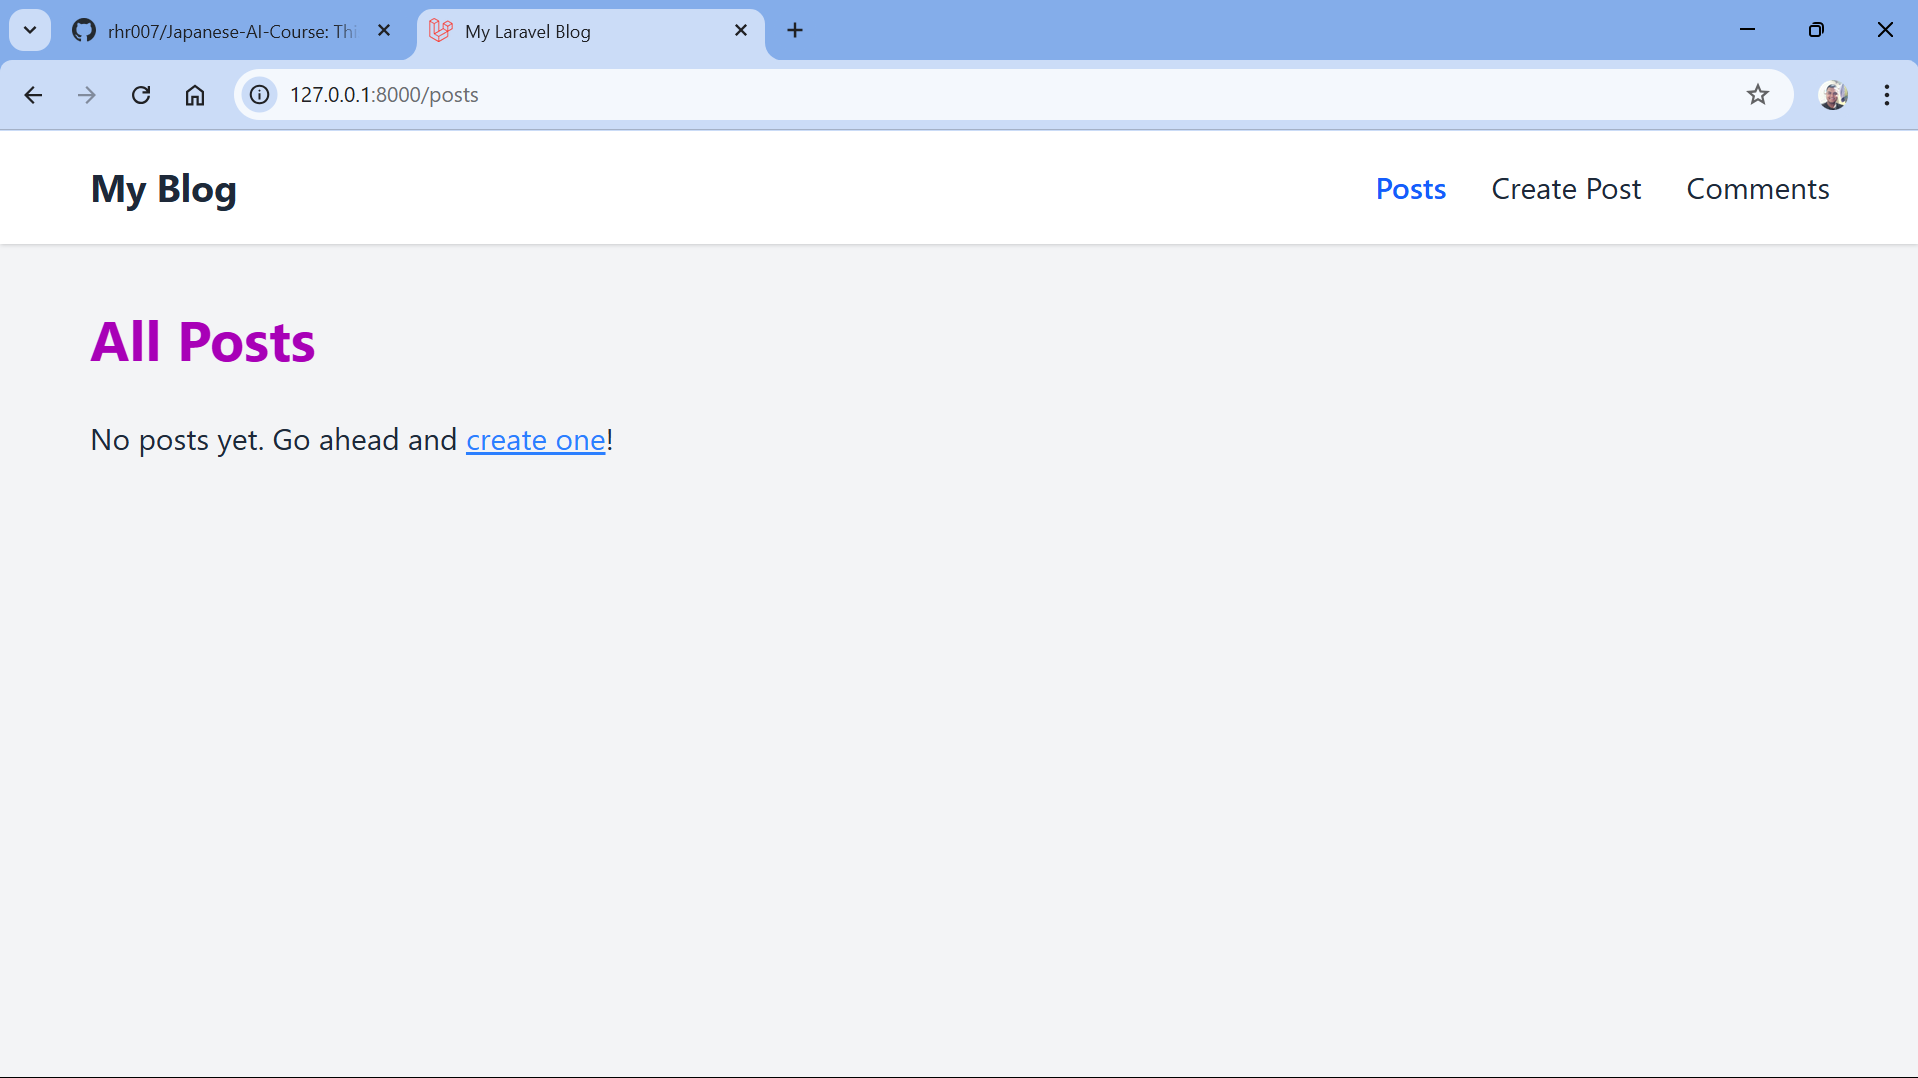 rhr007/Japanese-AI-Course: Thi
My Laravel Blog
127.0.0.1:8000/posts
My Blog
Posts
Create Post
Comments
All Posts
No posts yet. Go ahead and create one!